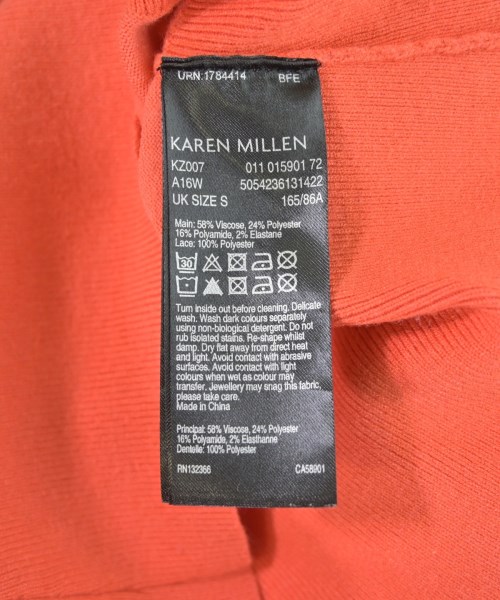 URN:1784414 BFE
KAREN MILLEN
KZ007 011 015901 72
A16W 5054236131422
UK SIZE S 165/86A
Main: 58% Viscose, 24% Polyester
16% Polyamide, 2% Elastane
Lace: 100% Polyester
30
Turn inside out before cleaning. Delicate
wash. Wash dark colours separately
using non-biological detergent. Do not
rub isolated stains. Re-shape whilst
damp. Dry flat away from direct heat
and light. Avoid contact with abrasive
surfaces. Avoid contact with light
colours when wet as colour may
transfer. Jewellery may snag this fabric,
please take care.
Made in China
Principal: 58% Viscose, 24% Polyester
16% Polyamide, 2% Elasthanne
Dentelle: 100% Polyester
RN132366 CA58901